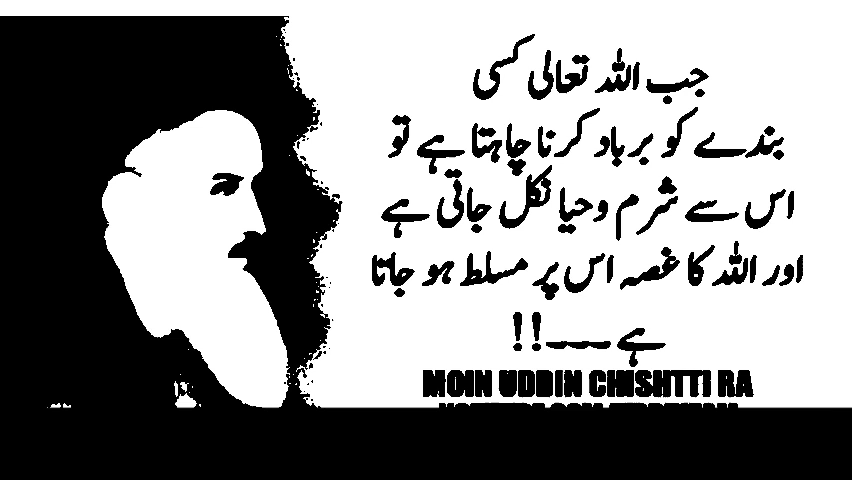 جب اللہ تعالی کسی
بندے کو برباد کرنا چاہتا ہے تو
اس سے شرم وحیا نکل جاتی ہے
اور اللہ کا غصہ اس پر مسلط ہو جاتا
ہے ۔۔۔!!
MOIN UDDIN CHISHTTI RA